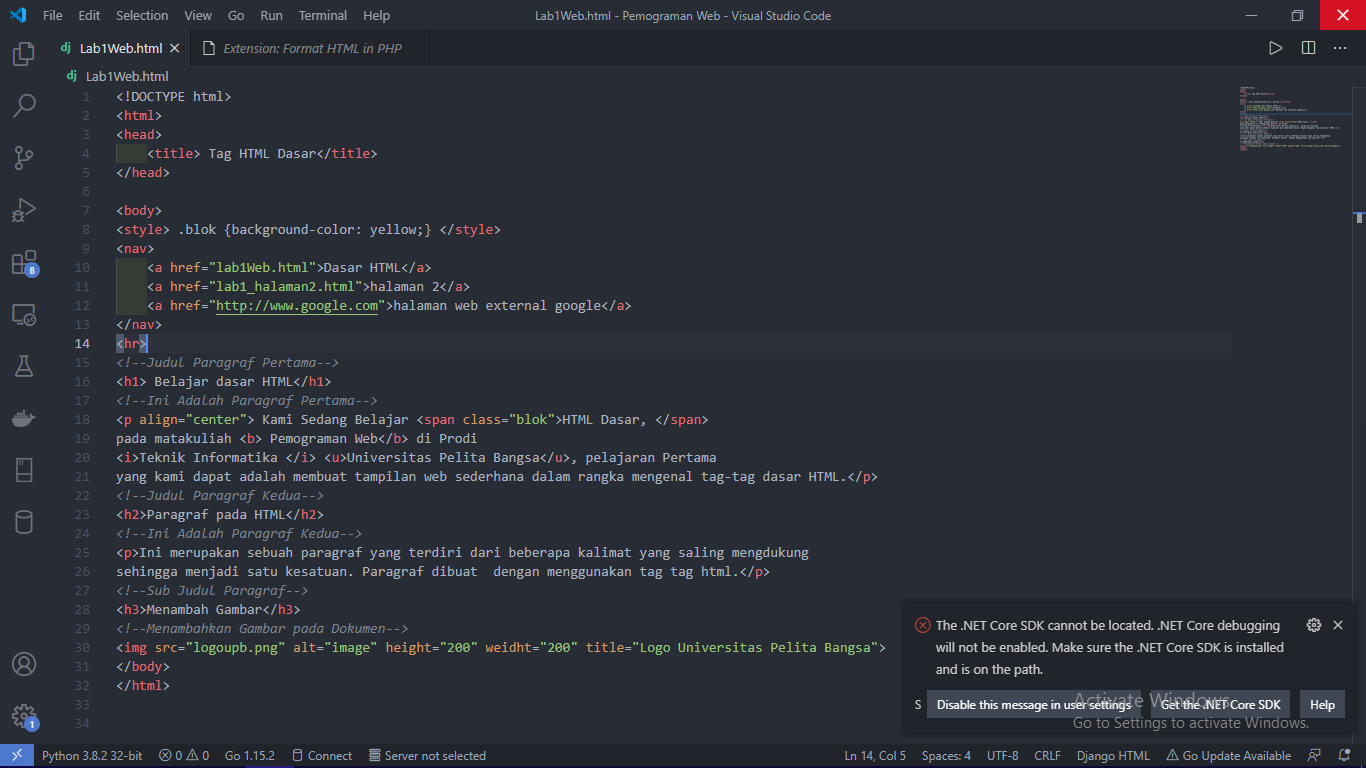 File Edit Selection View Go Run Terminal Help Lab1Web.html - Pemograman Web - Visual Studio Code
dj Lab1Web.html Extension: Format HTML in PHP
dj Lab1Web.html
1 <!DOCTYPE html>
2 <html>
3 <head>
4 <title> Tag HTML Dasar</title>
5 </head>
6
7 <body>
8 <style> .blok {background-color: yellow;} </style>
9 <nav>
10 <a href="lab1Web.html">Dasar HTML</a>
11 <a href="lab1_halaman2.html">halaman 2</a>
12 <a href="http://www.google.com">halaman web external google</a>
13 </nav>
14 <hr>
15 <!--Judul Paragraf Pertama-->
16 <h1> Belajar dasar HTML</h1>
17 <!--Ini Adalah Paragraf Pertama-->
18 <p align="center"> Kami Sedang Belajar <span class="blok">HTML Dasar, </span>
19 pada matakuliah <b> Pemograman Web</b> di Prodi
20 <i>Teknik Informatika </i> <u>Universitas Pelita Bangsa</u>, pelajaran Pertama
21 yang kami dapat adalah membuat tampilan web sederhana dalam rangka mengenal tag-tag dasar HTML.</p>
22 <!--Judul Paragraf Kedua-->
23 <h2>Paragraf pada HTML</h2>
24 <!--Ini Adalah Paragraf Kedua-->
25 <p>Ini merupakan sebuah paragraf yang terdiri dari beberapa kalimat yang saling mengdukung
26 sehingga menjadi satu kesatuan. Paragraf dibuat  dengan menggunakan tag tag html.</p>
27 <!--Sub Judul Paragraf-->
28 <h3>Menambah Gambar</h3>
29 <!--Menambahkan Gambar pada Dokumen-->
30 <img src="logoupb.png" alt="image" height="200" weidht="200" title="Logo Universitas Pelita Bangsa">
31 </body>
32 </html>
33
34
8
1
The .NET Core SDK cannot be located. .NET Core debugging
will not be enabled. Make sure the .NET Core SDK is installed
and is on the path.
S Disable this message in user settings Get the .NET Core SDK Help
Activate Windows
Go to Settings to activate Windows.
Python 3.8.2 32-bit 0 0 Go 1.15.2 Connect Server not selected Ln 14, Col 5 Spaces: 4 UTF-8 CRLF Django HTML Go Update Available